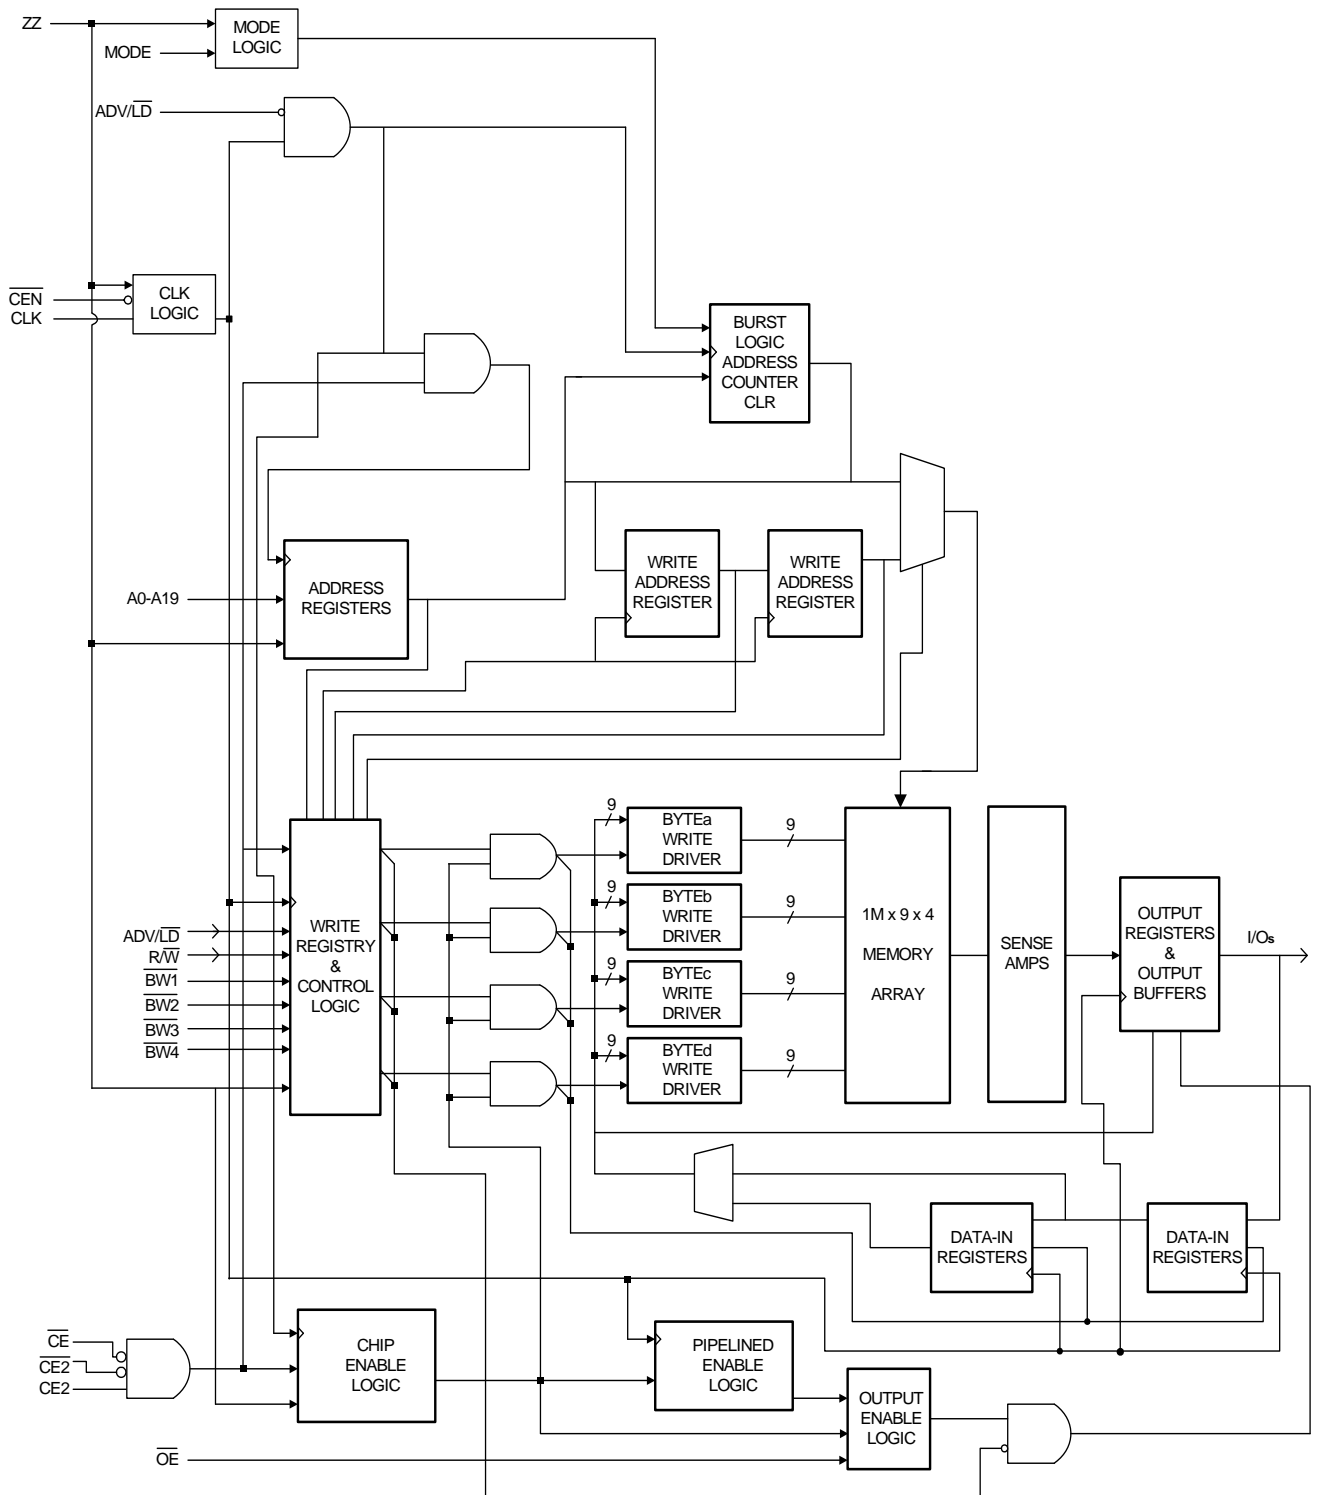 ZZ
MODE
LOGIC
MODE
ADV/LD
CEN
CLK
CLK
LOGIC
BURST
LOGIC
ADDRESS
COUNTER
CLR
A0-A19
ADDRESS
REGISTERS
WRITE
ADDRESS
REGISTER
WRITE
ADDRESS
REGISTER
ADV/LD
R/W
BW1
BW2
BW3
BW4
WRITE
REGISTRY
&
CONTROL
LOGIC
9
BYTEa
WRITE
DRIVER
9
9
BYTEb
WRITE
DRIVER
9
9
BYTEc
WRITE
DRIVER
9
9
BYTEd
WRITE
DRIVER
9
1M x 9 x 4
MEMORY
ARRAY
SENSE
AMPS
OUTPUT
REGISTERS
&
OUTPUT
BUFFERS
I/Os
DATA-IN
REGISTERS
DATA-IN
REGISTERS
CE
CE2
CE2
CHIP
ENABLE
LOGIC
PIPELINED
ENABLE
LOGIC
OUTPUT
ENABLE
LOGIC
OE